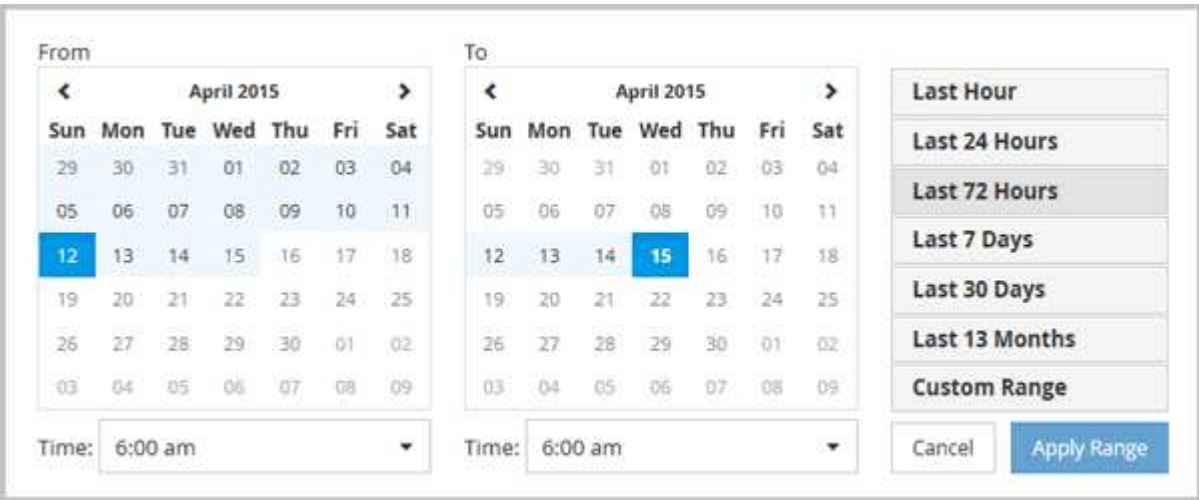 From
April 2015
Sun Mon Tue Wed Thu Fri Sat
29 30 31 01 02 03 04
05 06 07 08 09 10 11
12 13 14 15 16 17 18
19 20 21 22 23 24 25
26 27 28 29 30 01 02
03 04 05 06 07 08 09
Time: 6:00 am
To
April 2015
Sun Mon Tue Wed Thu Fri Sat
29 30 31 01 02 03 04
05 06 07 08 09 10 11
12 13 14 15 16 17 18
19 20 21 22 23 24 25
26 27 28 29 30 01 02
03 04 05 06 07 08 09
Time: 6:00 am
Last Hour
Last 24 Hours
Last 72 Hours
Last 7 Days
Last 30 Days
Last 13 Months
Custom Range
Cancel Apply Range